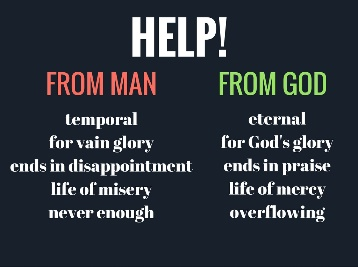 HELP!
FROM MAN
temporal
for vain glory
ends in disappointment
life of misery
never enough
FROM GOD
eternal
for God's glory
ends in praise
life of mercy
overflowing